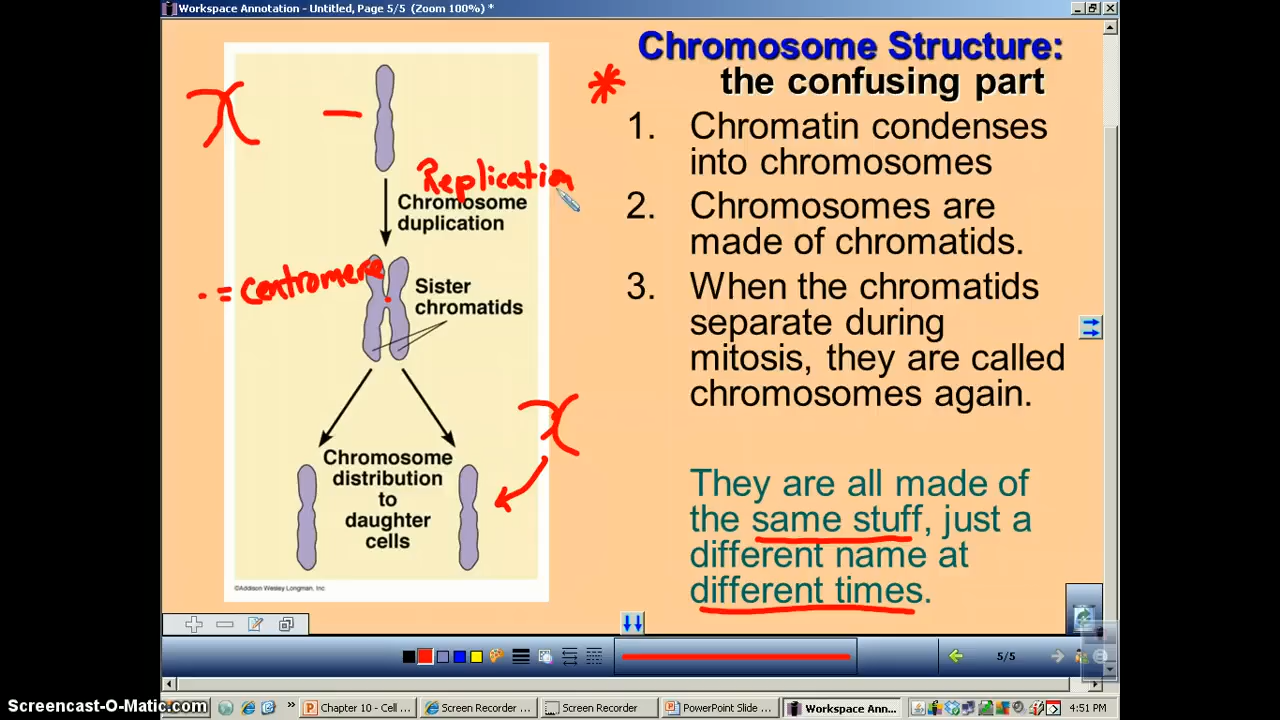 Workspace Annotation - Untitled, Page 5/5 (Zoom 100%) *
Chromosome Structure:
the confusing part
1. Chromatin condenses
into chromosomes
2. Chromosomes are
made of chromatids.
3. When the chromatids
separate during
mitosis, they are called
chromosomes again.
They are all made of
the same stuff, just a
different name at
different times.
Replication
Chromosome
duplication
. = Centromere
Sister
chromatids
Chromosome
distribution
to
daughter
cells
©Addison Wesley Longman, Inc
5/5
Screencast-O-Matic.com
Chapter 10 - Cell ...
Screen Recorder ...
Screen Recorder
PowerPoint Slide ...
Workspace Ann...
4:51 PM